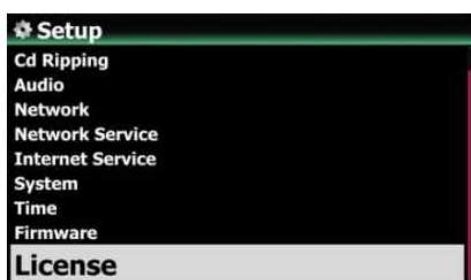 Setup
Cd Ripping
Audio
Network
Network Service
Internet Service
System
Time
Firmware
License